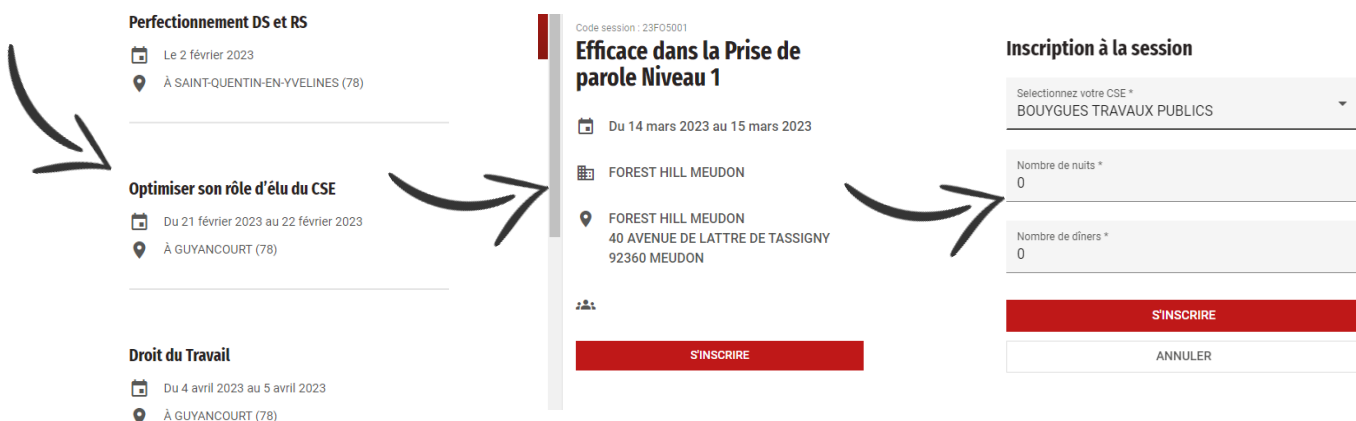 Perfectionnement DS et RS
Le 2 février 2023
À SAINT-QUENTIN-EN-YVELINES (78)
Optimiser son rôle d'élu du CSE
Du 21 février 2023 au 22 février 2023
À GUYANCOURT (78)
Droit du Travail
Du 4 avril 2023 au 5 avril 2023
À GUYANCOURT (78)
Code session : 23FO5001
Efficace dans la Prise de
parole Niveau 1
Du 14 mars 2023 au 15 mars 2023
FOREST HILL MEUDON
FOREST HILL MEUDON
40 AVENUE DE LATTRE DE TASSIGNY
92360 MEUDON
S'INSCRIRE
Inscription à la session
Selectionnez votre CSE *
BOUYGUES TRAVAUX PUBLICS
Nombre de nuits *
0
Nombre de dîners *
0
S'INSCRIRE
ANNULER